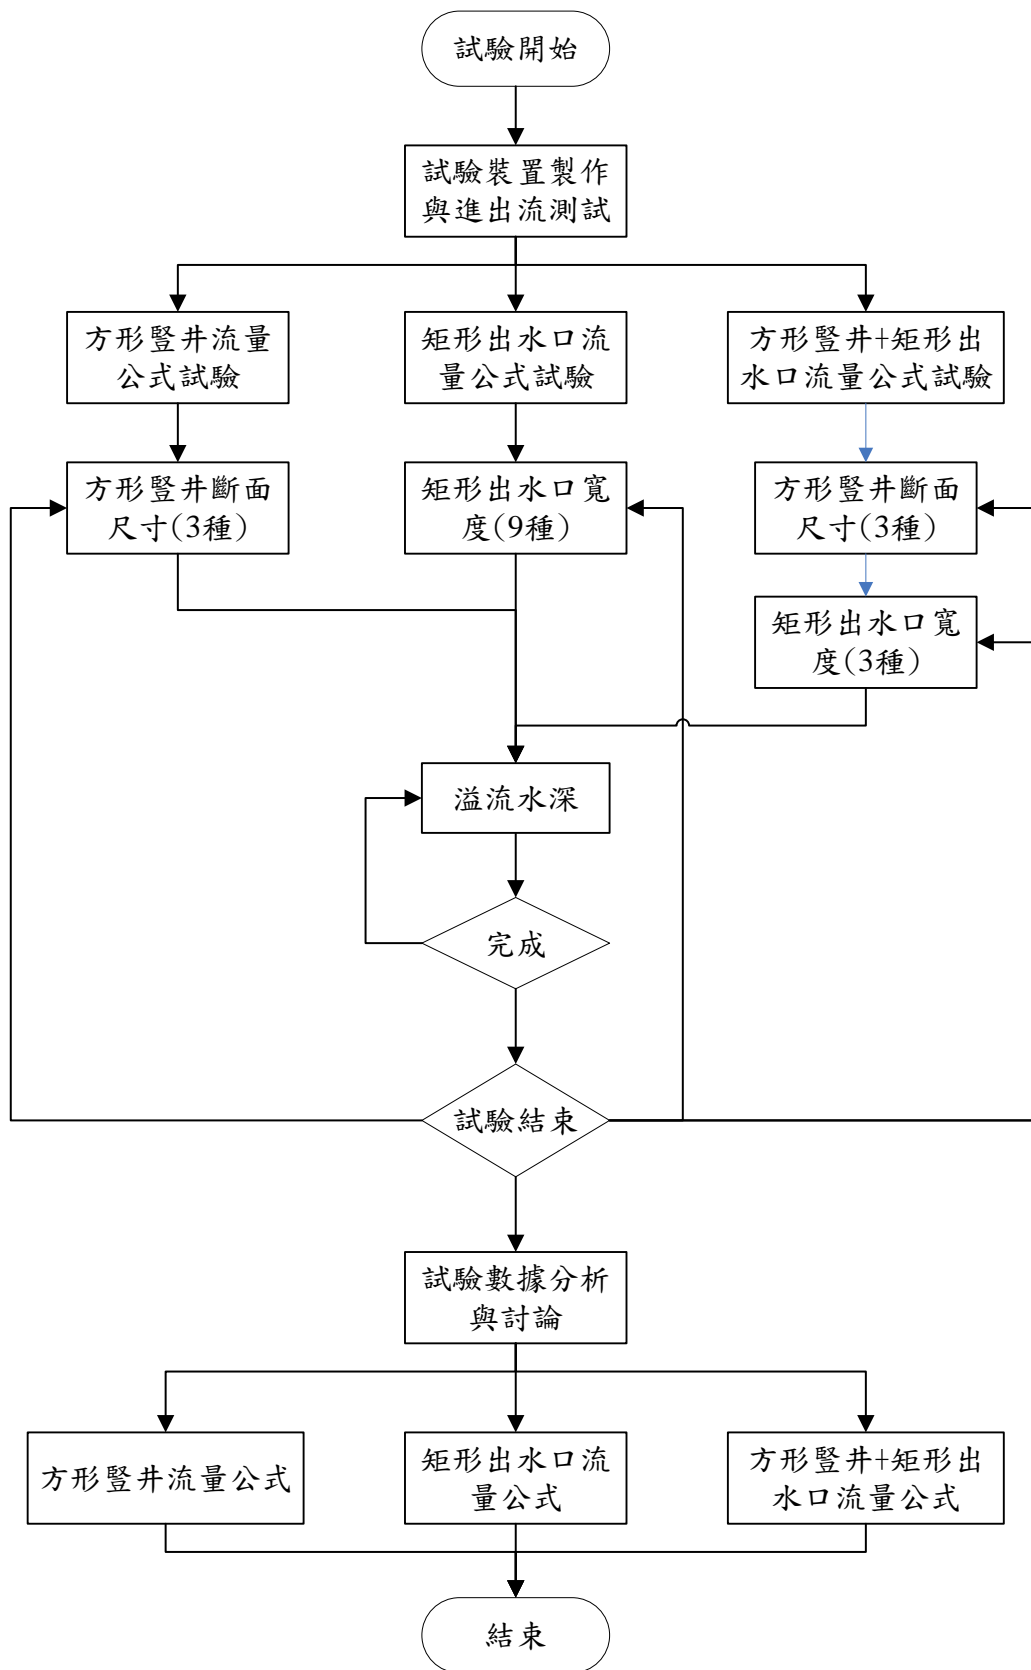 試驗開始
試驗裝置製作
與進出流測試
方形豎井流量
公式試驗
矩形出水口流
量公式試驗
方形豎井+矩形出
水口流量公式試驗
方形豎井斷面
尺寸(3種)
矩形出水口寬
度(9種)
方形豎井斷面
尺寸(3種)
矩形出水口寬
度(3種)
溢流水深
完成
試驗結束
試驗數據分析
與討論
方形豎井流量公式
矩形出水口流
量公式
方形豎井+矩形出
水口流量公式
結束